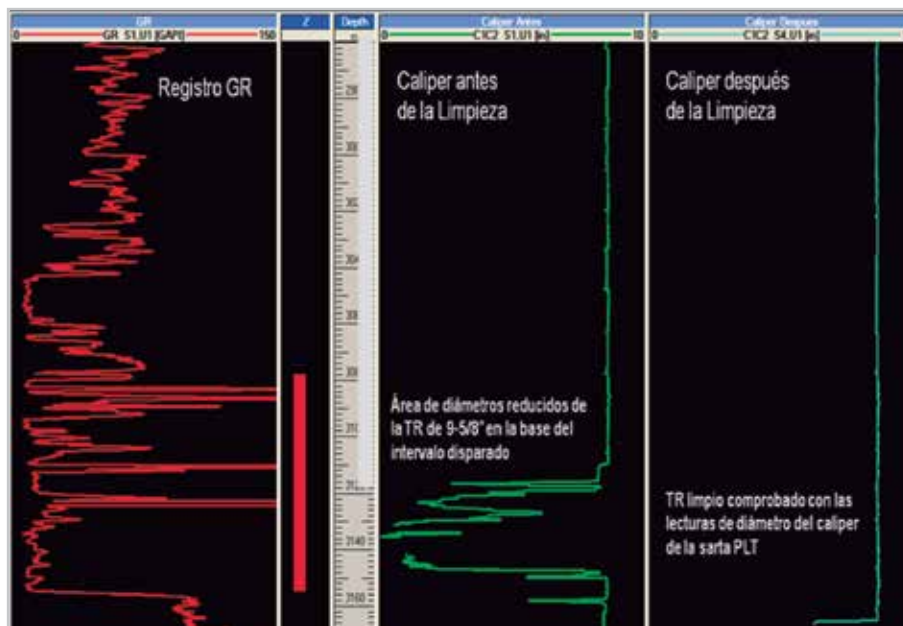 GR
Z
Depth
Caliper Antes
Caliper Despues
0 GR_S1.U1 [GAPI] 150
m
0 C1C2_S1.U1 [in] 10
0 C1C2_S4.U1 [in]
Registro GR
Caliper antes
de la Limpieza
Caliper después
de la Limpieza
Área de diámetros reducidos de
la TR de 9-5/8" en la base del
intervalo disparado
TR limpio comprobado con las
lecturas de diámetro del caliper
de la sarta PLT
3140
3160